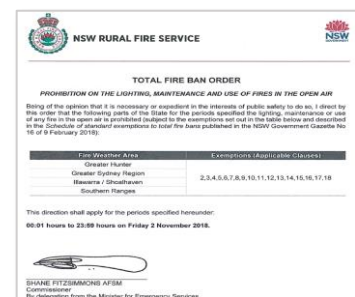 NSW RURAL FIRE SERVICE
NSW
TOTAL FIRE BAN ORDER
PROHIBITION ON THE LIGHTING, MAINTENANCE AND USE OF FIRES IN THE OPEN AIR
Being of the opinion that it is necessary or expedient in the interests of public safety to do so, I direct by
this order that the following parts of the State for the periods specified the lighting, maintenance or use
of any fire in the open air is prohibited (subject to the exemptions set out in the table below and described
in the Schedule of standard exemptions to total fire bans published in the NSW Government Gazette No
16 of 9 February 2018):
Fire Weather Area Exemptions (Applicable Clauses)
Greater Hunter
Greater Sydney Region
Illawarra / Shoalhaven
Southern Ranges
2,3,4,5,6,7,8,9,10,11,12,13,14,15,16,17,18
This direction shall apply for the periods specified hereunder:
00:01 hours to 23:59 hours on Friday 2 November 2018.
SHANE FITZSIMMONS AFSM
Commissioner
By delegation from the Minister for Emergency Services